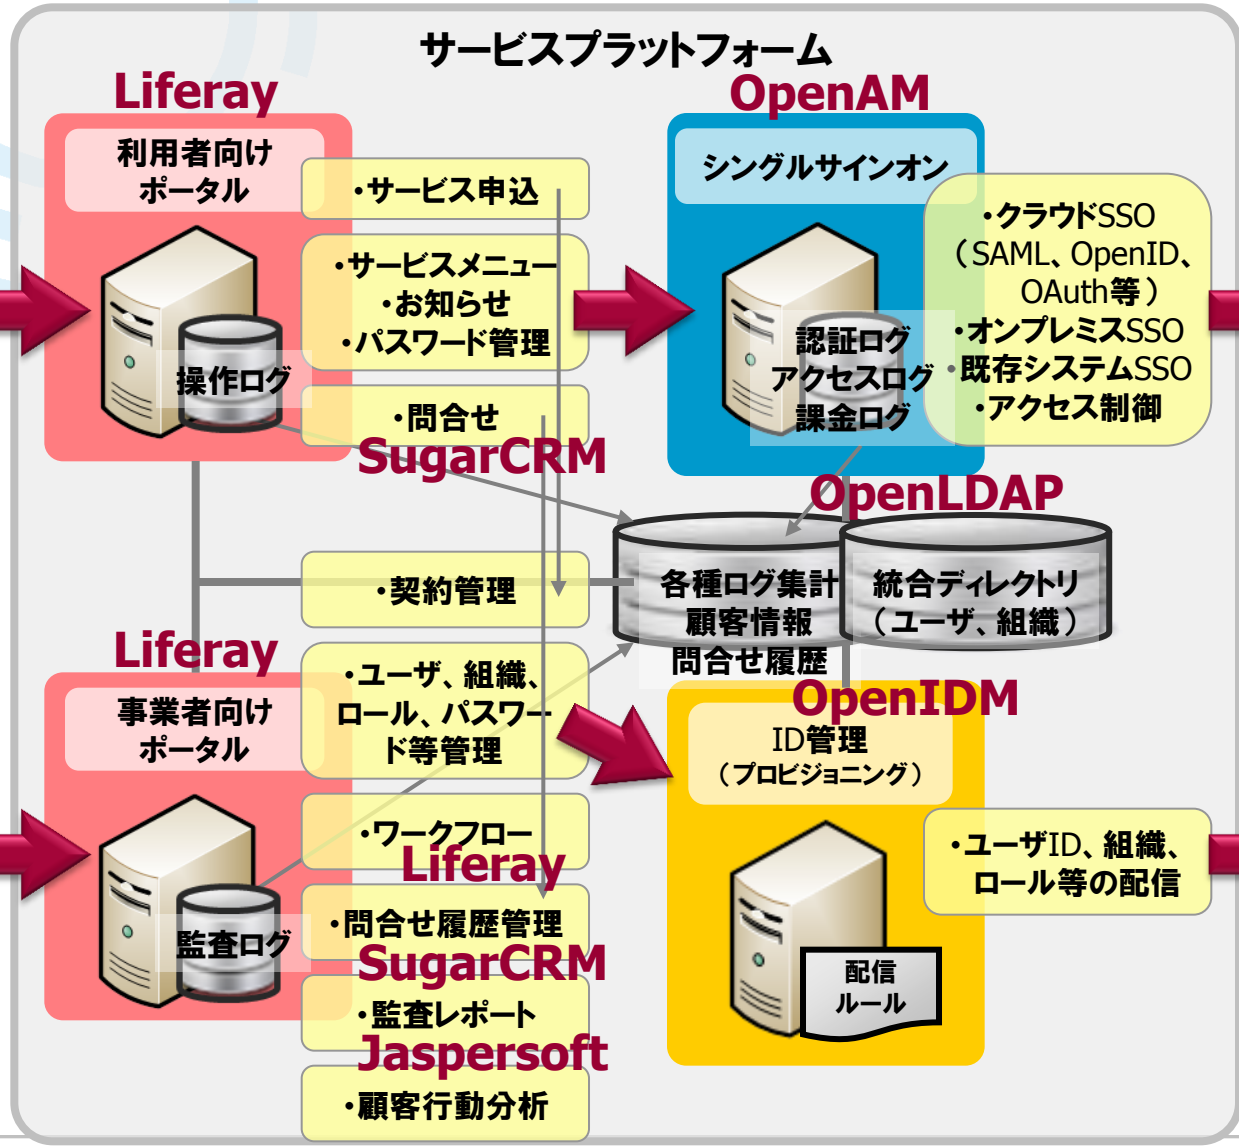 サービスプラットフォーム
Liferay
利用者向け
ポータル
操作ログ
・サービス申込
・サービスメニュー
・お知らせ
・パスワード管理
・問合せ
SugarCRM
OpenAM
シングルサインオン
認証ログ
アクセスログ
課金ログ
・クラウドSSO
（SAML、OpenID、
OAuth等）
・オンプレミスSSO
・既存システムSSO
・アクセス制御
OpenLDAP
各種ログ集計
顧客情報
問合せ履歴
統合ディレクトリ
（ユーザ、組織）
Liferay
事業者向け
ポータル
監査ログ
・契約管理
・ユーザ、組織、
ロール、パスワー
ド等管理
・ワークフロー
Liferay
・問合せ履歴管理
SugarCRM
・監査レポート
Jaspersoft
・顧客行動分析
OpenIDM
ID管理
（プロビジョニング）
配信
ルール
・ユーザID、組織、
ロール等の配信